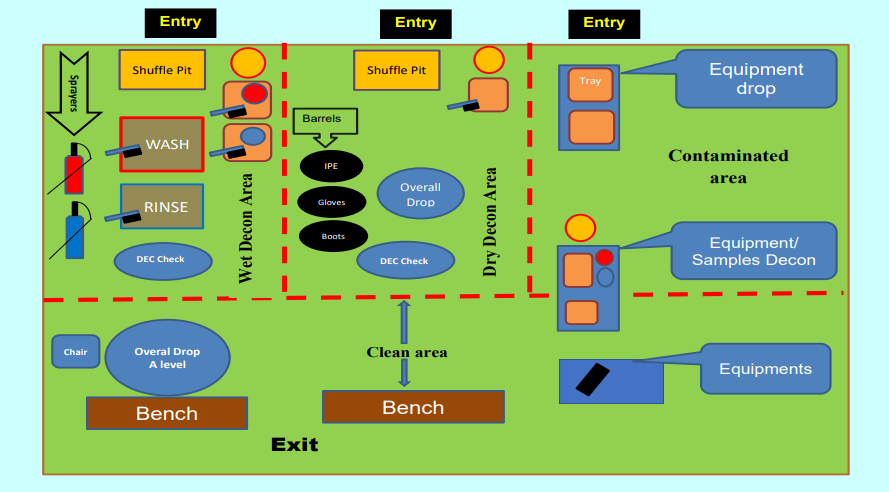 Entry
Entry
Entry
Sprayers
Shuffle Pit
WASH
RINSE
DEC Check
Wet Decon Area
Shuffle Pit
Barrels
IPE
Gloves
Boots
Overall
Drop
DEC Check
Dry Decon Area
Tray
Equipment
drop
Contaminated
area
Equipment/
Samples Decon
Chair
Overal Drop
A level
Bench
Clean area
Bench
Equipments
Exit